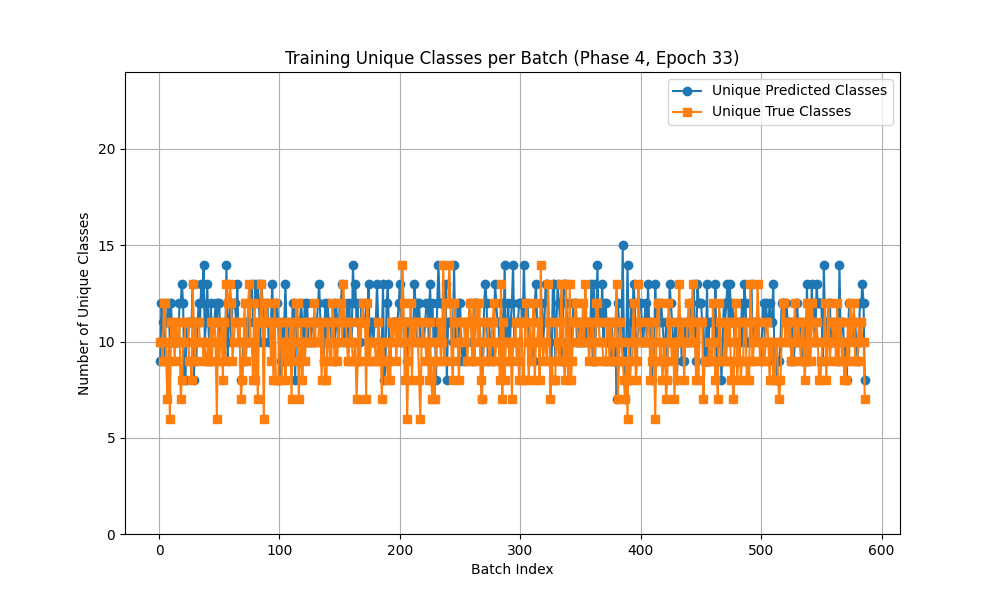 Training Unique Classes per Batch (Phase 4, Epoch 33)
Unique Predicted Classes
Unique True Classes
Number of Unique Classes
20
15
10
5
0
0 100 200 300 400 500 600
Batch Index